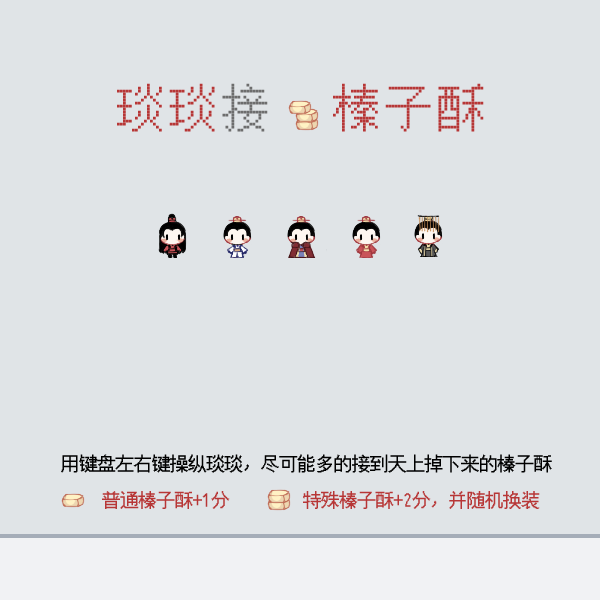 琰琰接榛子酥
用键盘左右键操纵琰琰，尽可能多的接到天上掉下来的榛子酥
普通榛子酥+1分 特殊榛子酥+2分，并随机换装